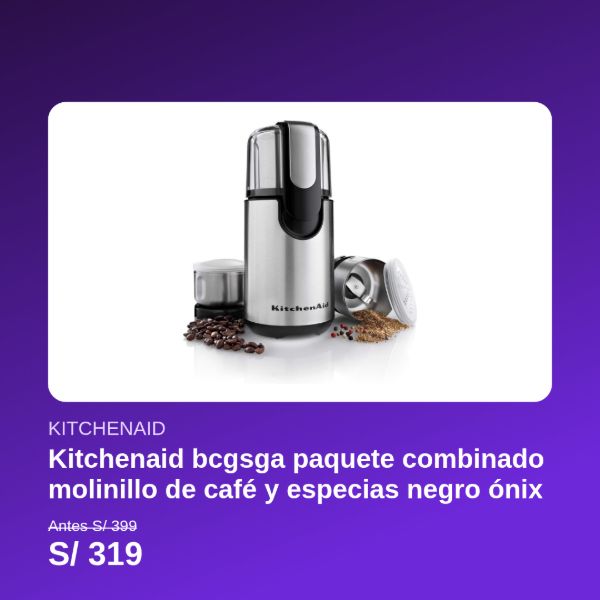 KitchenAid
KITCHENAID
Kitchenaid bcgsga paquete combinado
molinillo de café y especias negro ónix
Antes S/ 399
S/ 319